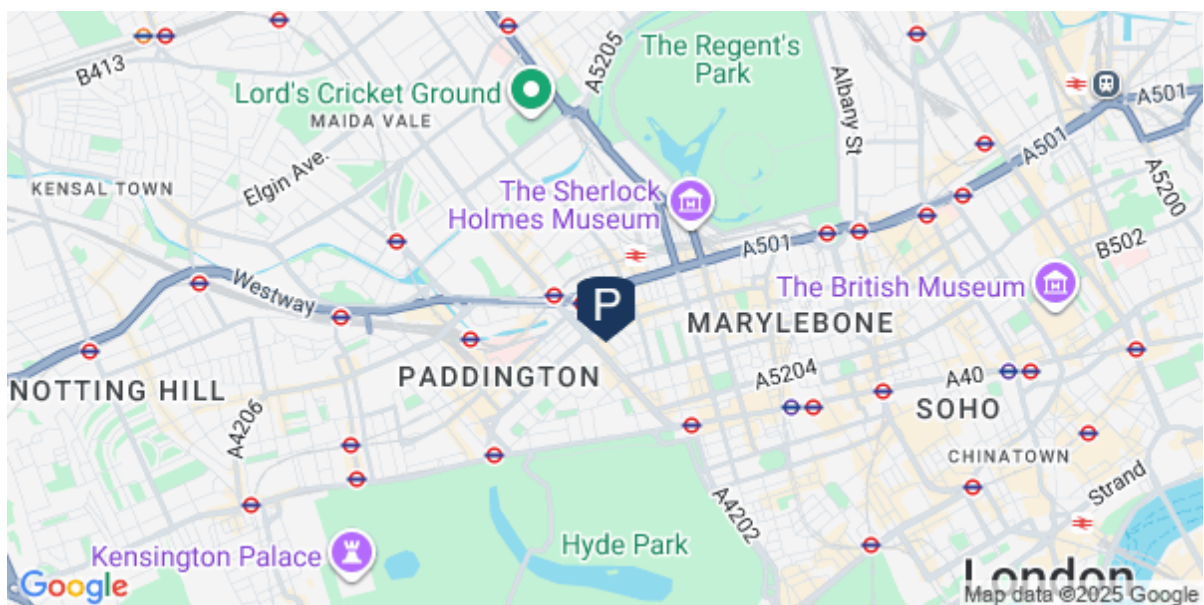 B413
A5205
The Regent's
Park
Albany St
A501
A501
Lord's Cricket Ground
MAIDA VALE
Elgin Ave.
KENSAL TOWN
The Sherlock
Holmes Museum
A5200
B502
A501
Westway
The British Museum
P
MARYLEBONE
PADDINGTON
NOTTING HILL
A5204
A40
SOHO
A4206
CHINATOWN
Strand
A4202
Kensington Palace
Hyde Park
London
Google
Map data ©2025 Google